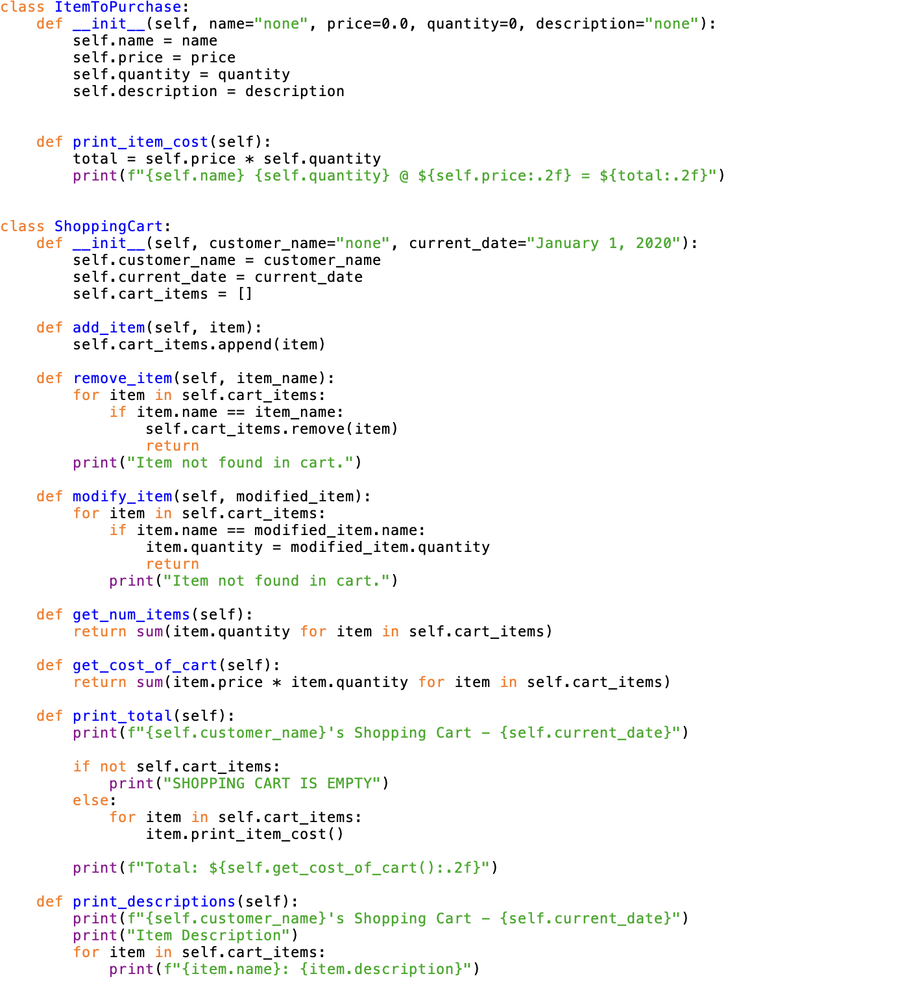 class ItemToPurchase:
    def __init__(self, name="none", price=0.0, quantity=0, description="none"):
        self.name = name
        self.price = price
        self.quantity = quantity
        self.description = description


    def print_item_cost(self):
        total = self.price * self.quantity
        print(f"{self.name} {self.quantity} @ ${self.price:.2f} = ${total:.2f}")


class ShoppingCart:
    def __init__(self, customer_name="none", current_date="January 1, 2020"):
        self.customer_name = customer_name
        self.current_date = current_date
        self.cart_items = []

    def add_item(self, item):
        self.cart_items.append(item)

    def remove_item(self, item_name):
        for item in self.cart_items:
            if item.name == item_name:
                self.cart_items.remove(item)
                return
        print("Item not found in cart.")

    def modify_item(self, modified_item):
        for item in self.cart_items:
            if item.name == modified_item.name:
                item.quantity = modified_item.quantity
                return
            print("Item not found in cart.")

    def get_num_items(self):
        return sum(item.quantity for item in self.cart_items)

    def get_cost_of_cart(self):
        return sum(item.price * item.quantity for item in self.cart_items)

    def print_total(self):
        print(f"{self.customer_name}'s Shopping Cart – {self.current_date}")

        if not self.cart_items:
            print("SHOPPING CART IS EMPTY")
        else:
            for item in self.cart_items:
                item.print_item_cost()

        print(f"Total: ${self.get_cost_of_cart():.2f}")

    def print_descriptions(self):
        print(f"{self.customer_name}'s Shopping Cart – {self.current_date}")
        print("Item Description")
        for item in self.cart_items:
            print(f"{item.name}: {item.description}")